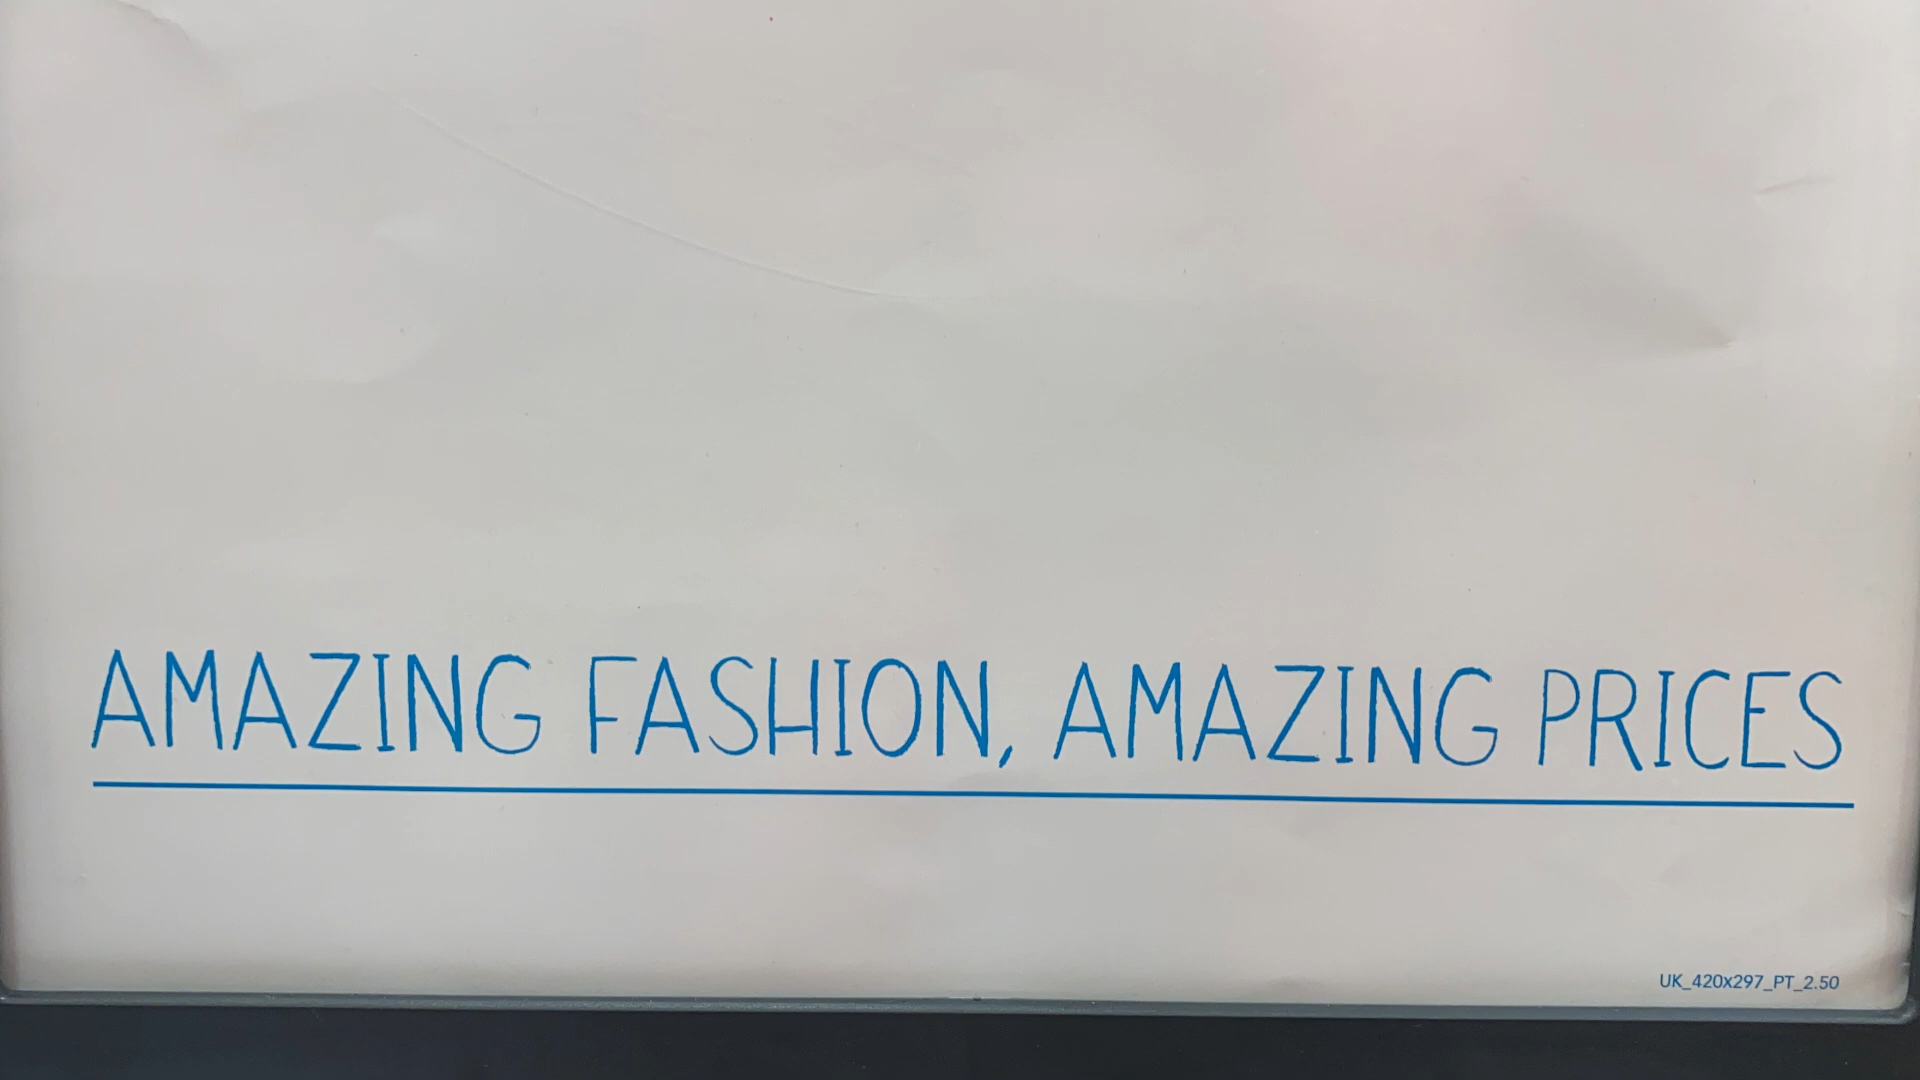 AMAZING FASHION, AMAZING PRICES
UK_420x297_PT_2.50